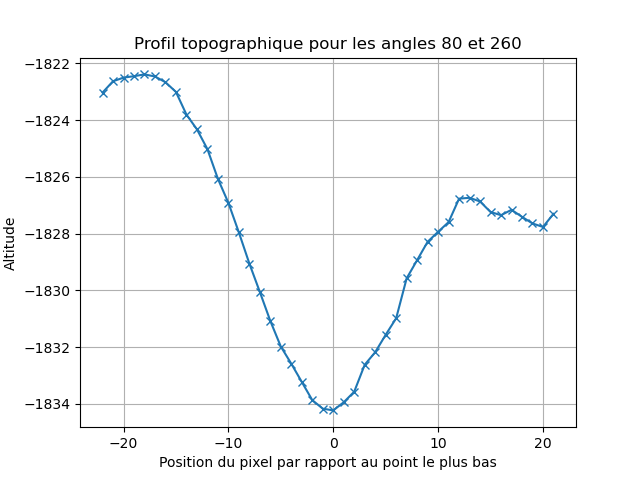 Profil topographique pour les angles 80 et 260
Altitude
−1822
−1824
−1826
−1828
−1830
−1832
−1834
−20 −10 0 10 20
Position du pixel par rapport au point le plus bas